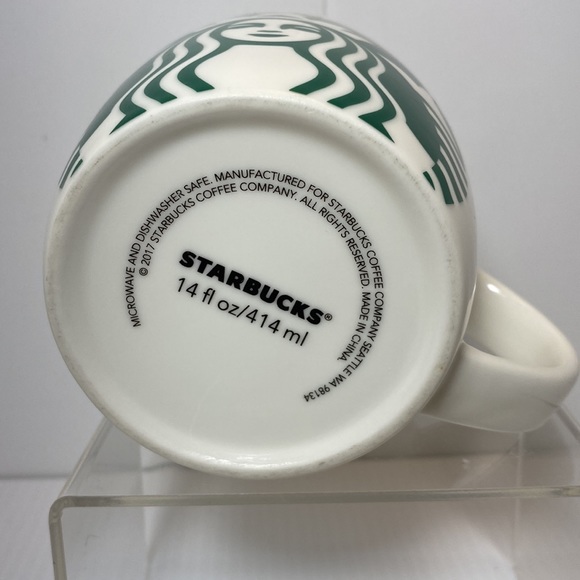 MICROWAVE AND DISHWASHER SAFE. MANUFACTURED FOR STARBUCKS COFFEE COMPANY SEATTLE WA 98134
© 2017 STARBUCKS COFFEE COMPANY. ALL RIGHTS RESERVED. MADE IN CHINA.
STARBUCKS®
14 fl oz/414 ml